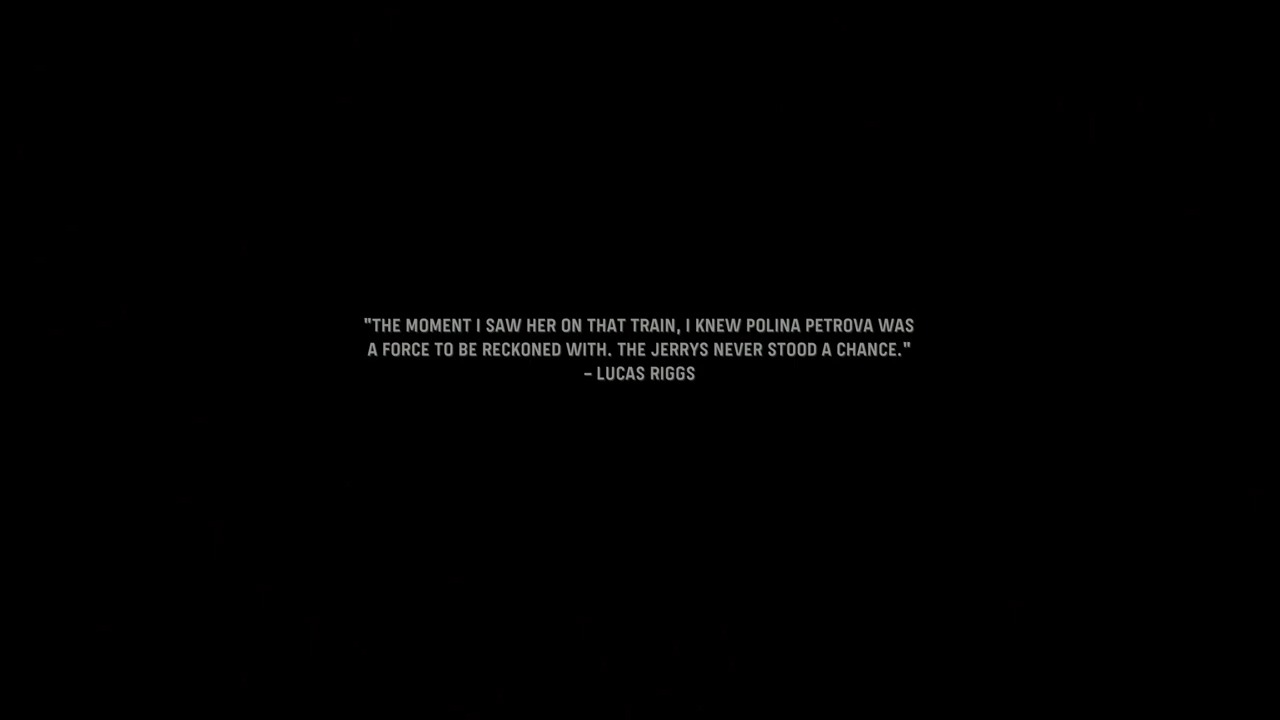 "THE MOMENT I SAW HER ON THAT TRAIN, I KNEW POLINA PETROVA WAS
A FORCE TO BE RECKONED WITH. THE JERRYS NEVER STOOD A CHANCE."
– LUCAS RIGGS